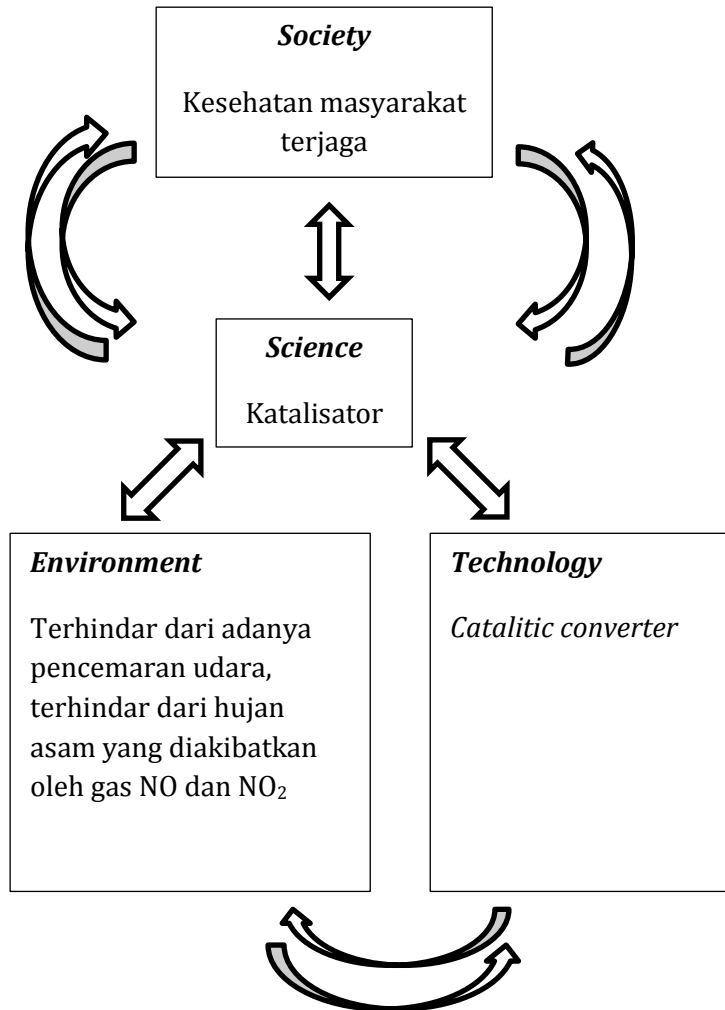 Society
Kesehatan masyarakat
terjaga
Science
Katalisator
Environment
Terhindar dari adanya
pencemaran udara,
terhindar dari hujan
asam yang diakibatkan
oleh gas NO dan NO₂
Technology
Catalitic converter